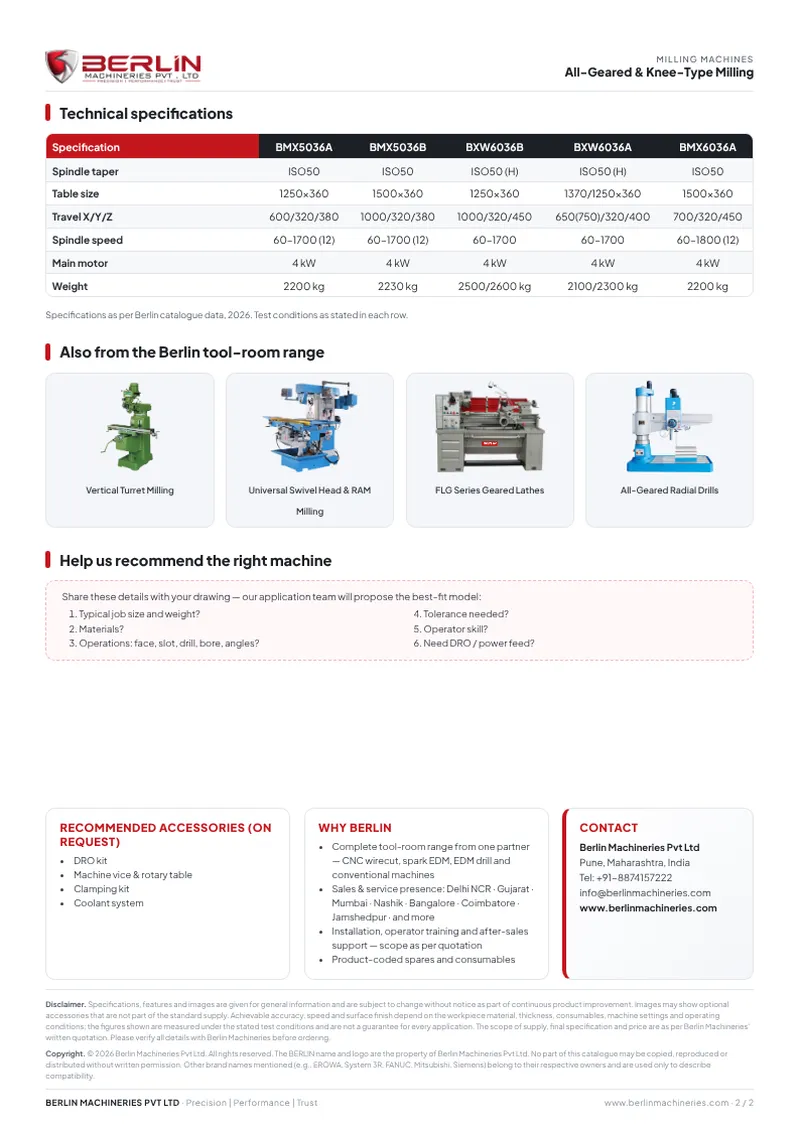 BERLIN
MACHINERIES PVT. LTD
PRECISION | PERFORMANCE | TRUST
MILLING MACHINES
All-Geared & Knee-Type Milling
Technical specifications
Specification BMX5036A BMX5036B BXW6036B BXW6036A BMX6036A
Spindle taper ISO50 ISO50 ISO50 (H) ISO50 (H) ISO50
Table size 1250×360 1500×360 1250×360 1370/1250×360 1500×360
Travel X/Y/Z 600/320/380 1000/320/380 1000/320/450 650(750)/320/400 700/320/450
Spindle speed 60–1700 (12) 60–1700 (12) 60–1700 60–1700 60–1800 (12)
Main motor 4 kW 4 kW 4 kW 4 kW 4 kW
Weight 2200 kg 2230 kg 2500/2600 kg 2100/2300 kg 2200 kg
Specifications as per Berlin catalogue data, 2026. Test conditions as stated in each row.
Also from the Berlin tool-room range
Vertical Turret Milling
Universal Swivel Head & RAM
Milling
FLG Series Geared Lathes
All-Geared Radial Drills
Help us recommend the right machine
Share these details with your drawing — our application team will propose the best-fit model:
1. Typical job size and weight?
2. Materials?
3. Operations: face, slot, drill, bore, angles?
4. Tolerance needed?
5. Operator skill?
6. Need DRO / power feed?
RECOMMENDED ACCESSORIES (ON
REQUEST)
• DRO kit
• Machine vice & rotary table
• Clamping kit
• Coolant system
WHY BERLIN
• Complete tool-room range from one partner
— CNC wirecut, spark EDM, EDM drill and
conventional machines
• Sales & service presence: Delhi NCR · Gujarat ·
Mumbai · Nashik · Bangalore · Coimbatore ·
Jamshedpur · and more
• Installation, operator training and after-sales
support — scope as per quotation
• Product-coded spares and consumables
CONTACT
Berlin Machineries Pvt Ltd
Pune, Maharashtra, India
Tel: +91-8874157222
info@berlinmachineries.com
www.berlinmachineries.com
Disclaimer. Specifications, features and images are given for general information and are subject to change without notice as part of continuous product improvement. Images may show optional
accessories that are not part of the standard supply. Achievable accuracy, speed and surface finish depend on the workpiece material, thickness, consumables, machine settings and operating
conditions; the figures shown are measured under the stated test conditions and are not a guarantee for every application. The scope of supply, final specification and price are as per Berlin Machineries'
written quotation. Please verify all details with Berlin Machineries before ordering.
Copyright. © 2026 Berlin Machineries Pvt Ltd. All rights reserved. The BERLIN name and logo are the property of Berlin Machineries Pvt Ltd. No part of this catalogue may be copied, reproduced or
distributed without written permission. Other brand names mentioned (e.g., EROWA, System 3R, FANUC, Mitsubishi, Siemens) belong to their respective owners and are used only to describe
compatibility.
BERLIN MACHINERIES PVT LTD · Precision | Performance | Trust
www.berlinmachineries.com · 2 / 2